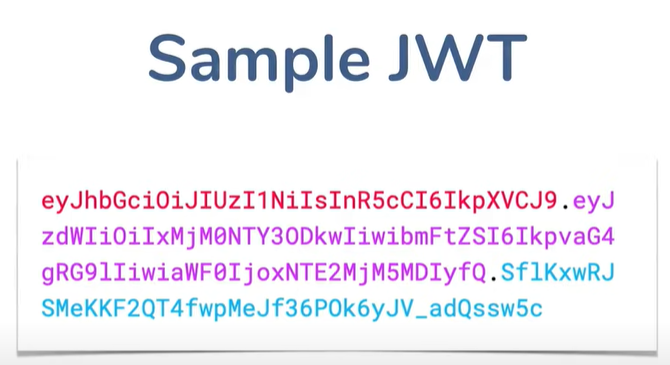 Sample JWT
eyJhbGciOiJIUzI1NiIsInR5cCI6IkpXVCJ9.eyJ
zdWIiOiIxMjM0NTY3ODkwIiwibmFtZSI6IkpvaG4
gRG9lIiwiaWF0IjoxNTE2MjM5MDIyfQ.SflKxwRJ
SMeKKF2QT4fwpMeJf36POk6yJV_adQssw5c